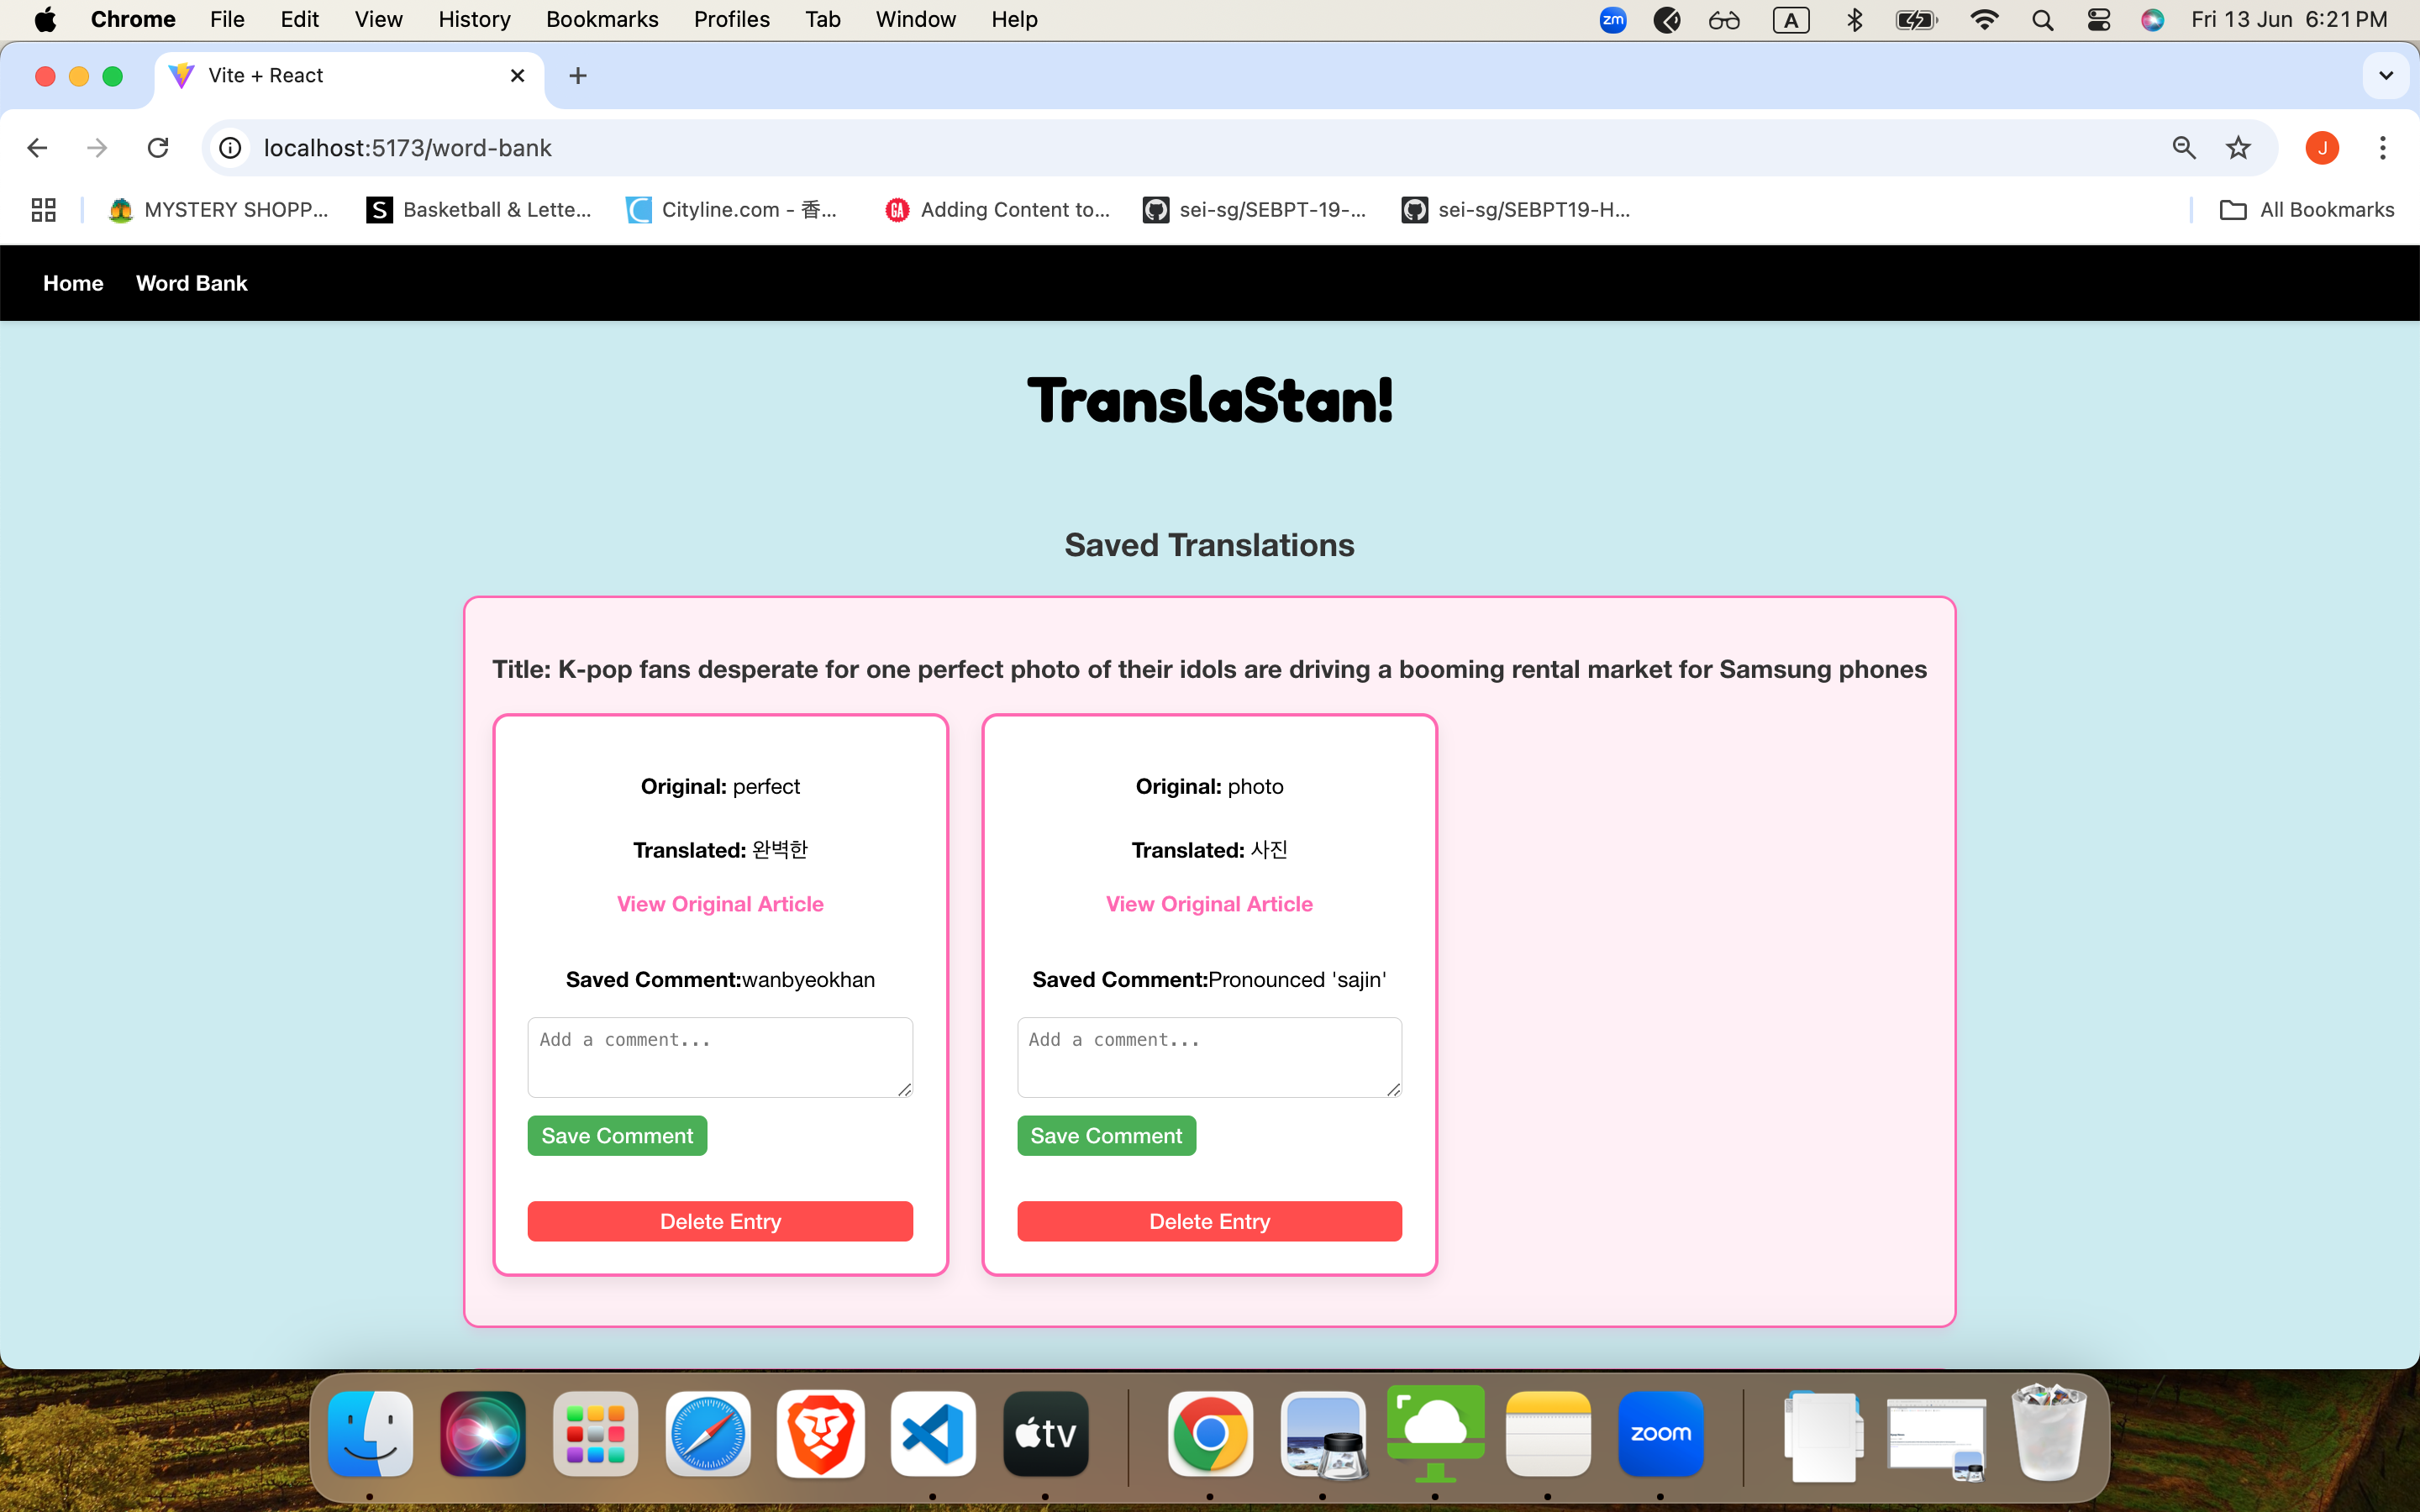 Chrome File Edit View History Bookmarks Profiles Tab Window Help zm A Fri 13 Jun 6:21 PM
Vite + React
localhost:5173/word-bank J
MYSTERY SHOPP... S Basketball & Lette... C Cityline.com - 香... GA Adding Content to... sei-sg/SEBPT-19-... sei-sg/SEBPT19-H... All Bookmarks
Home Word Bank
TranslaStan!
Saved Translations
Title: K-pop fans desperate for one perfect photo of their idols are driving a booming rental market for Samsung phones
Original: perfect
Translated: 완벽한
View Original Article
Saved Comment:wanbyeokhan
Add a comment...
Save Comment
Delete Entry
Original: photo
Translated: 사진
View Original Article
Saved Comment:Pronounced 'sajin'
Add a comment...
Save Comment
Delete Entry
tv zoom